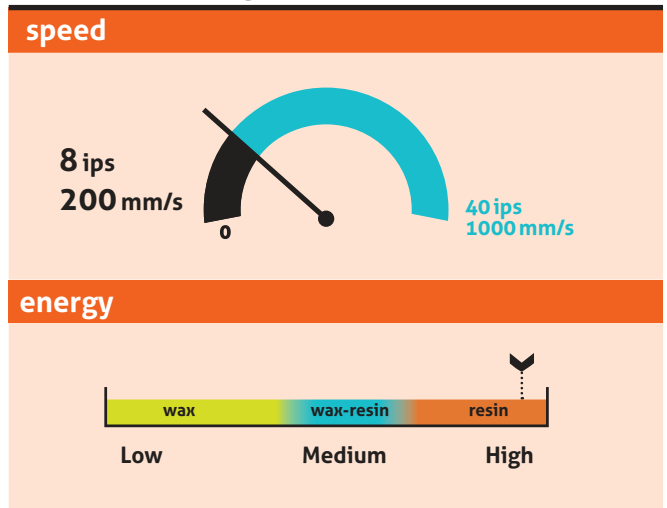 speed
8 ips
200 mm/s
0
40 ips
1000 mm/s
energy
wax wax-resin resin
Low Medium High